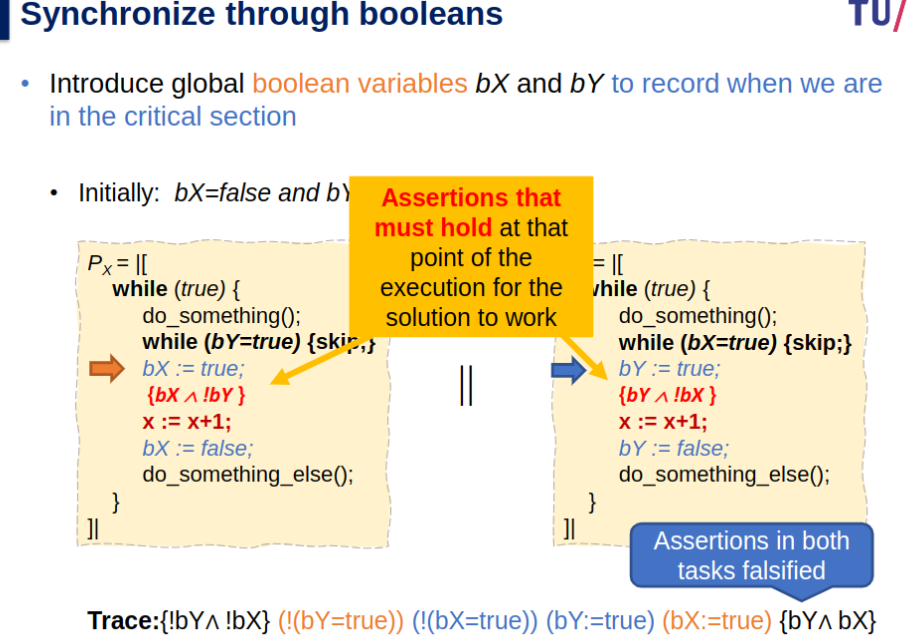 Synchronize through booleans
TU/
• Introduce global boolean variables bX and bY to record when we are
in the critical section
• Initially: bX=false and bY
Assertions that
must hold at that
point of the
execution for the
solution to work
PX = |[
while (true) {
do_something();
while (bY=true) {skip;}
bX := true;
{bX ∧ !bY }
x := x+1;
bX := false;
do_something_else();
}
]|
||
= |[
while (true) {
do_something();
while (bX=true) {skip;}
bY := true;
{bY ∧ !bX }
x := x+1;
bY := false;
do_something_else();
}
]|
Assertions in both
tasks falsified
Trace:{!bY∧ !bX} (!(bY=true)) (!(bX=true)) (bY:=true) (bX:=true) {bY∧ bX}